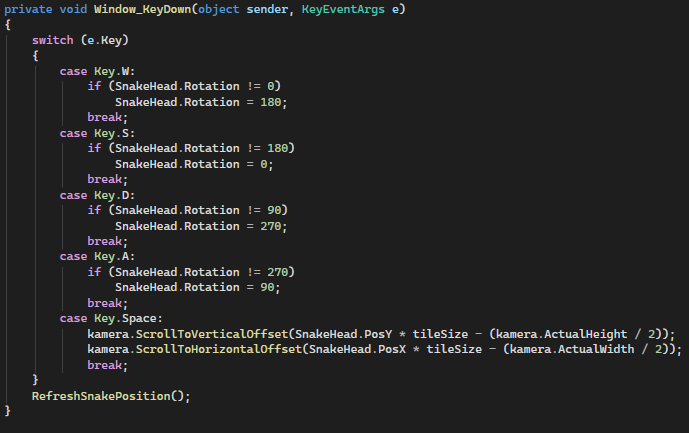 private void Window_KeyDown(object sender, KeyEventArgs e)
{
    switch (e.Key)
    {
        case Key.W:
            if (SnakeHead.Rotation != 0)
                SnakeHead.Rotation = 180;
            break;
        case Key.S:
            if (SnakeHead.Rotation != 180)
                SnakeHead.Rotation = 0;
            break;
        case Key.D:
            if (SnakeHead.Rotation != 90)
                SnakeHead.Rotation = 270;
            break;
        case Key.A:
            if (SnakeHead.Rotation != 270)
                SnakeHead.Rotation = 90;
            break;
        case Key.Space:
            kamera.ScrollToVerticalOffset(SnakeHead.PosY * tileSize - (kamera.ActualHeight / 2));
            kamera.ScrollToHorizontalOffset(SnakeHead.PosX * tileSize - (kamera.ActualWidth / 2));
            break;
    }
    RefreshSnakePosition();
}